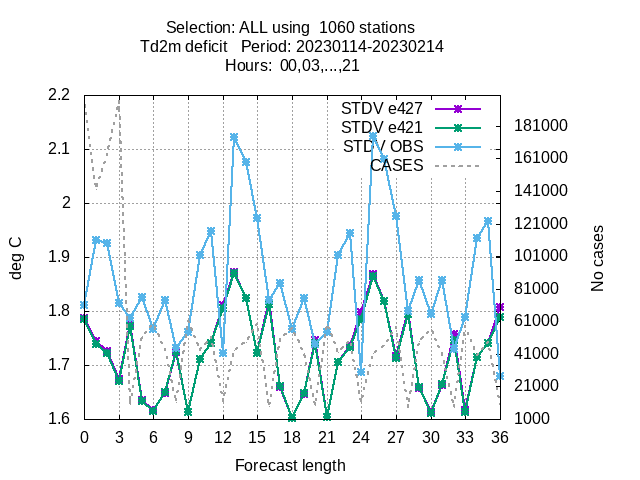 Selection: ALL using  1060 stations
Td2m deficit   Period: 20230114-20230214
Hours:  00,03,...,21
STDV e427
STDV e421
STDV OBS
CASES
2.2
2.1
2
1.9
1.8
1.7
1.6
deg C
181000
161000
141000
121000
101000
81000
61000
41000
21000
1000
No cases
0 3 6 9 12 15 18 21 24 27 30 33 36
Forecast length